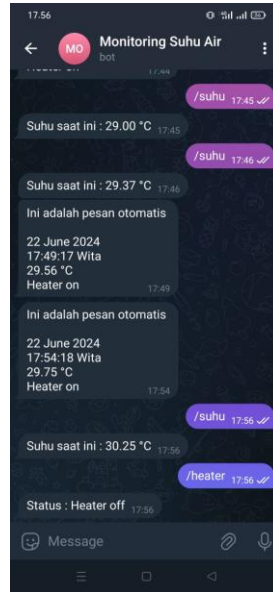 17.56
MO
Monitoring Suhu Air
bot
17:44
/suhu 17:45
Suhu saat ini : 29.00 °C 17:45
/suhu 17:46
Suhu saat ini : 29.37 °C 17:46
Ini adalah pesan otomatis
22 June 2024
17:49:17 Wita
29.56 °C
Heater on
17:49
Ini adalah pesan otomatis
22 June 2024
17:54:18 Wita
29.75 °C
Heater on
17:54
/suhu 17:56
Suhu saat ini : 30.25 °C 17:56
/heater 17:56
Status : Heater off 17:56
Message